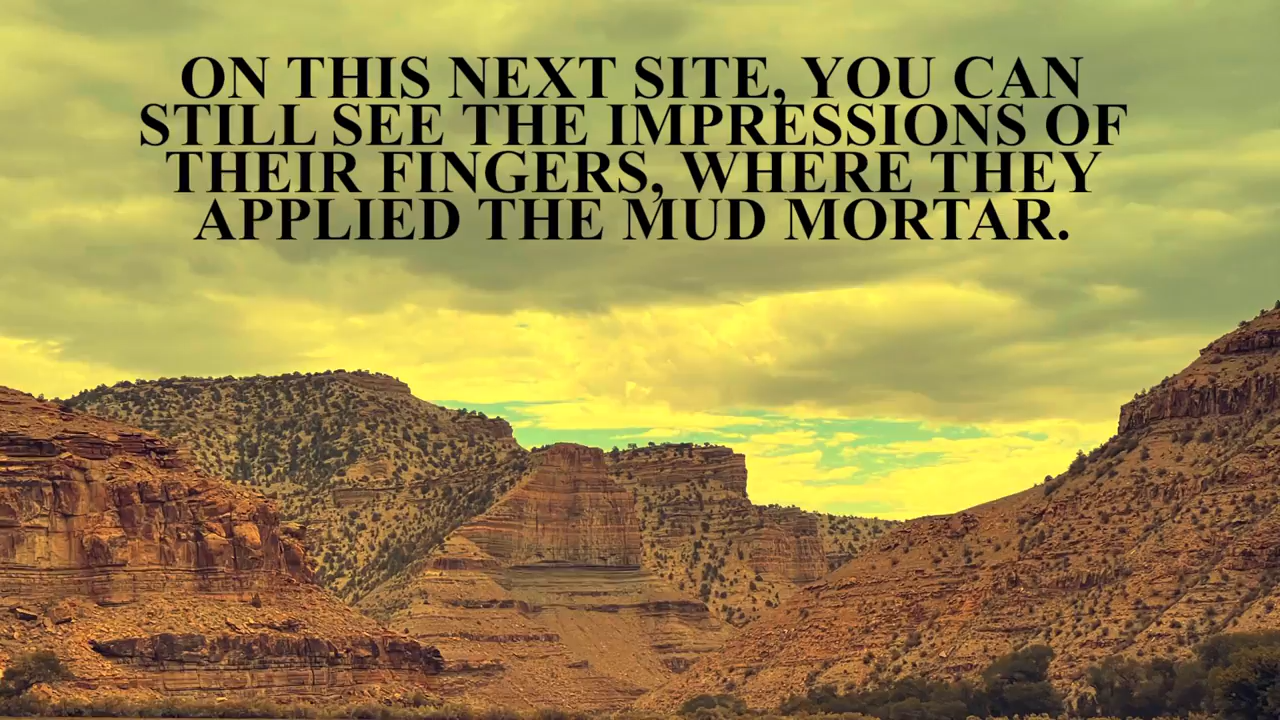 ON THIS NEXT SITE, YOU CAN
STILL SEE THE IMPRESSIONS OF
THEIR FINGERS, WHERE THEY
APPLIED THE MUD MORTAR.